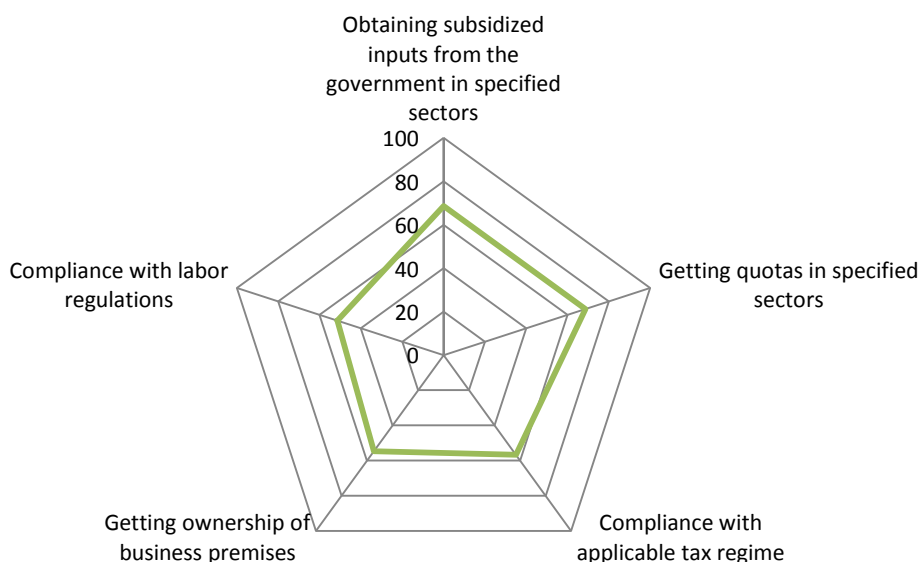 Obtaining subsidized
inputs from the
government in specified
sectors
100
80
60
40
20
0
Compliance with labor
regulations
Getting quotas in specified
sectors
Getting ownership of
business premises
Compliance with
applicable tax regime